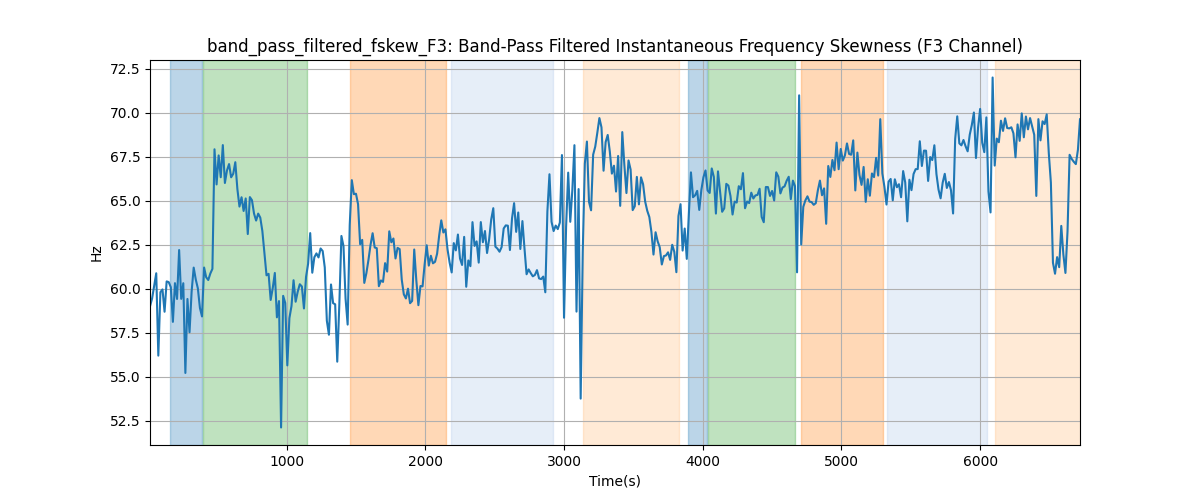 band_pass_filtered_fskew_F3: Band-Pass Filtered Instantaneous Frequency Skewness (F3 Channel)
72.5
70.0
67.5
65.0
62.5
60.0
57.5
55.0
52.5
Hz
1000 2000 3000 4000 5000 6000
Time(s)